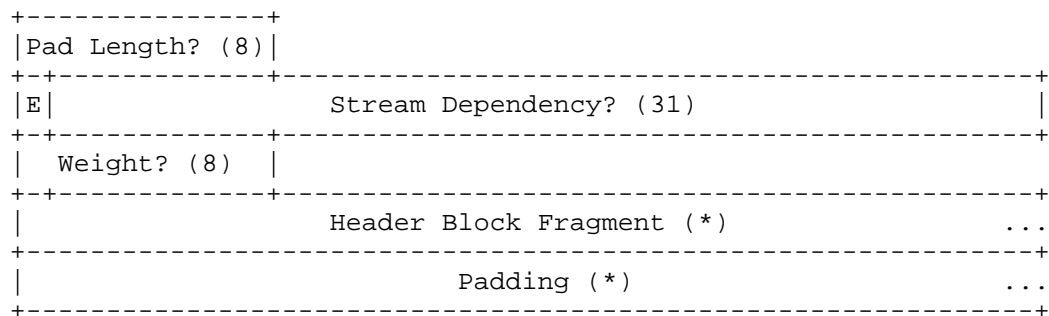 +---------------+
|Pad Length? (8)|
+-+-------------+-----------------------------------------------+
|E|                 Stream Dependency? (31)                     |
+-+-------------+-----------------------------------------------+
|  Weight? (8)  |
+-+-------------+-----------------------------------------------+
|                   Header Block Fragment (*)                 ...
+---------------------------------------------------------------+
|                           Padding (*)                       ...
+---------------------------------------------------------------+